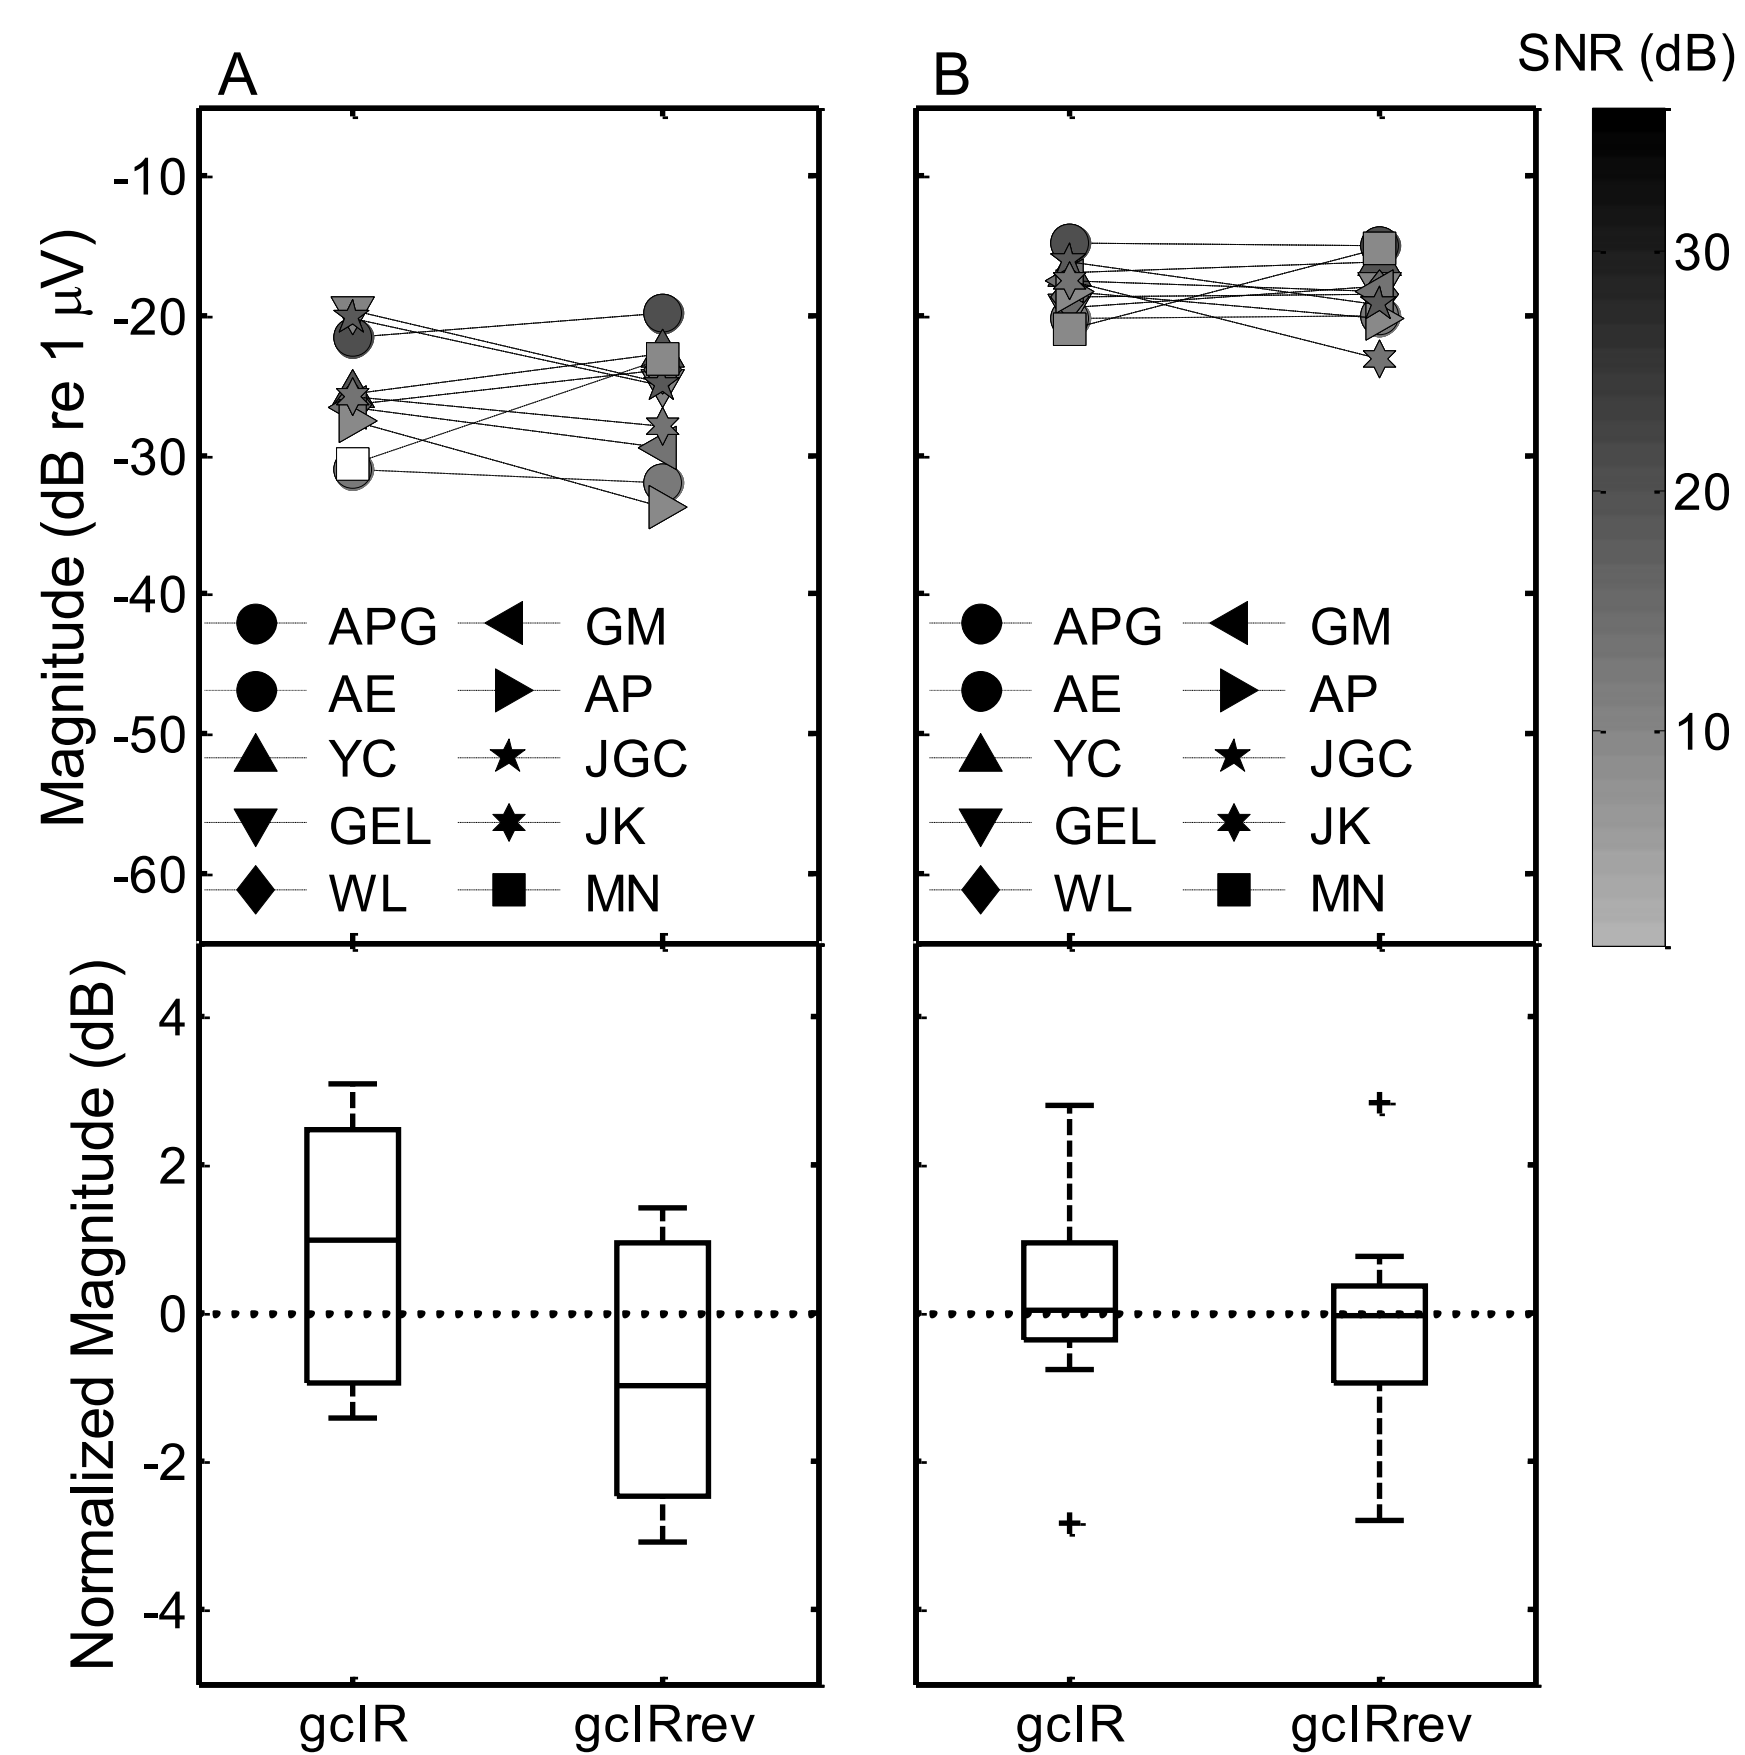 A
B
SNR (dB)
Magnitude (dB re 1 μV)
-10
-20
-30
-40
-50
-60
30
20
10
APG GM
AE AP
YC JGC
GEL JK
WL MN
APG GM
AE AP
YC JGC
GEL JK
WL MN
Normalized Magnitude (dB)
4
2
0
-2
-4
gcIR
gcIRrev
gcIR
gcIRrev